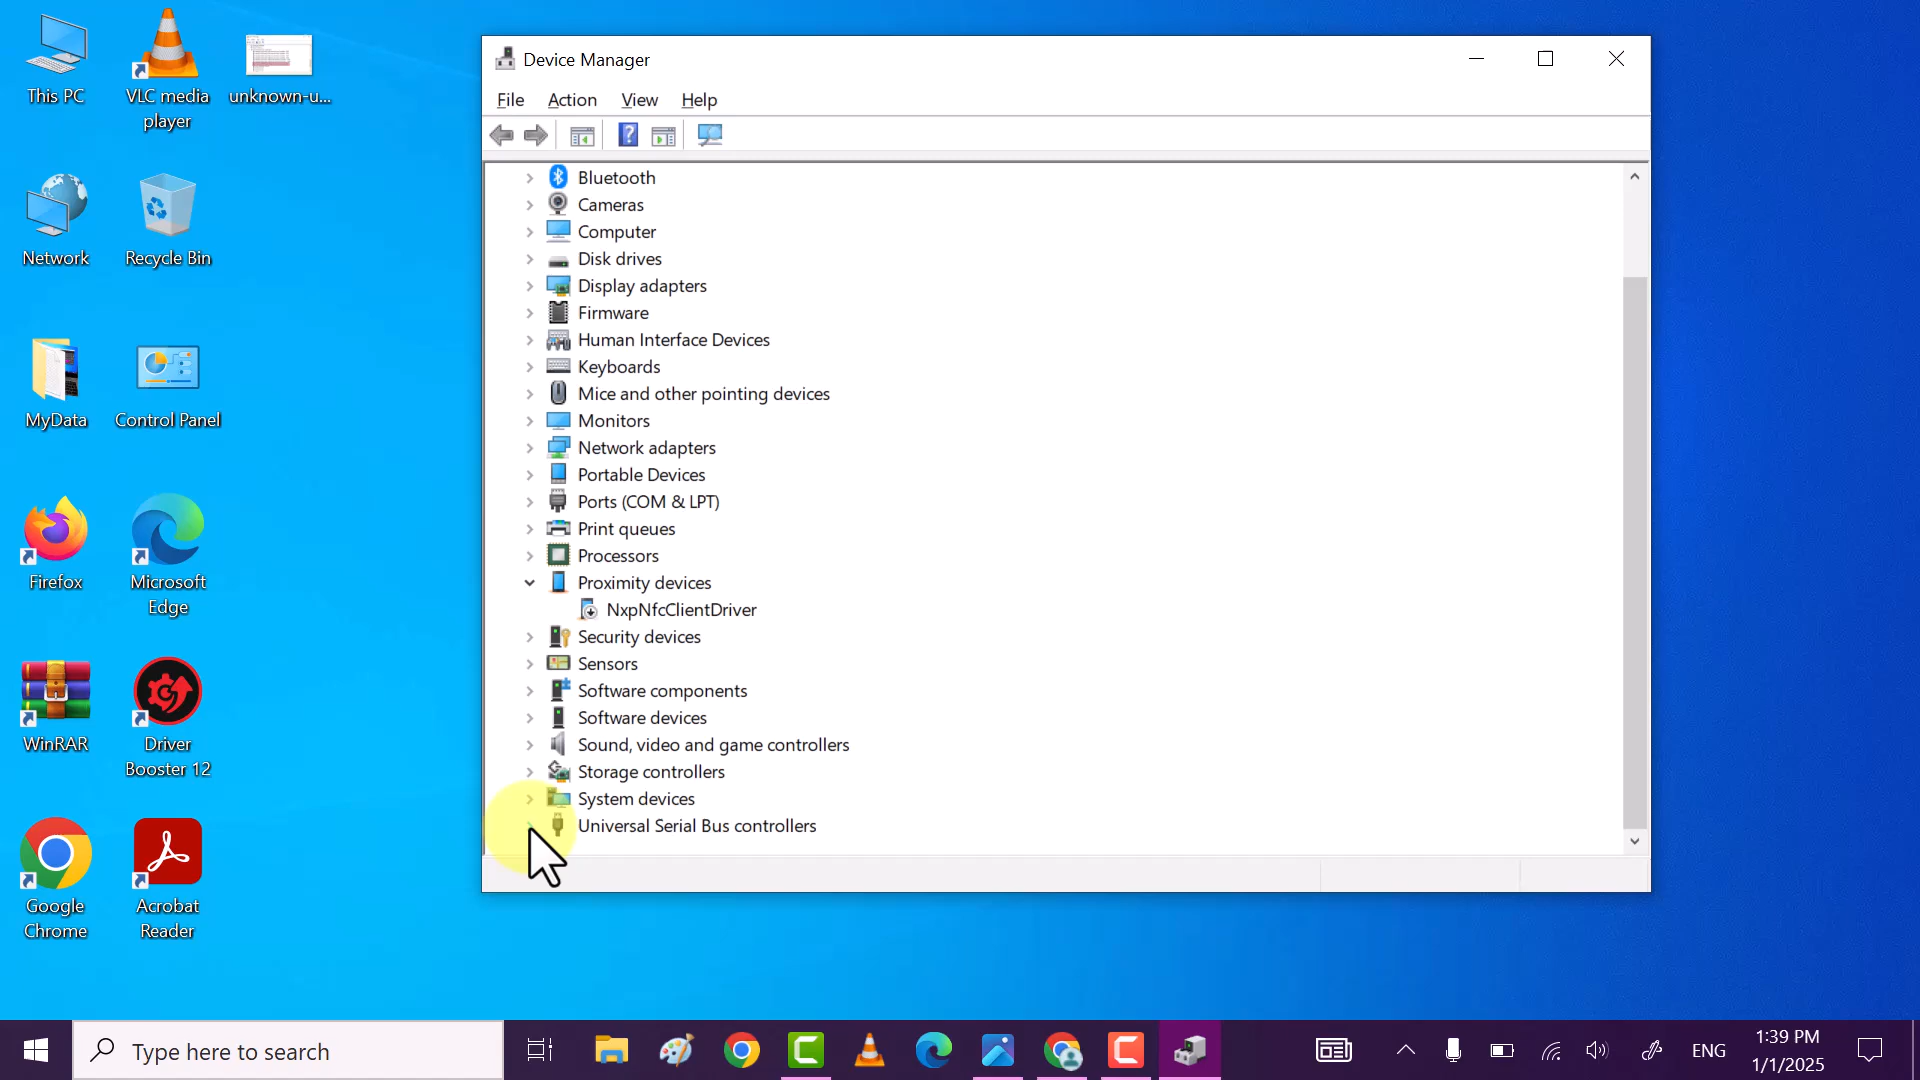 This PC
VLC media
player
unknown-u...
Network
Recycle Bin
MyData
Control Panel
Firefox
Microsoft
Edge
WinRAR
Driver
Booster 12
Google
Chrome
Acrobat
Reader
Device Manager
File Action View Help
Bluetooth
Cameras
Computer
Disk drives
Display adapters
Firmware
Human Interface Devices
Keyboards
Mice and other pointing devices
Monitors
Network adapters
Portable Devices
Ports (COM & LPT)
Print queues
Processors
Proximity devices
NxpNfcClientDriver
Security devices
Sensors
Software components
Software devices
Sound, video and game controllers
Storage controllers
System devices
Universal Serial Bus controllers
Type here to search
ENG
1:39 PM
1/1/2025